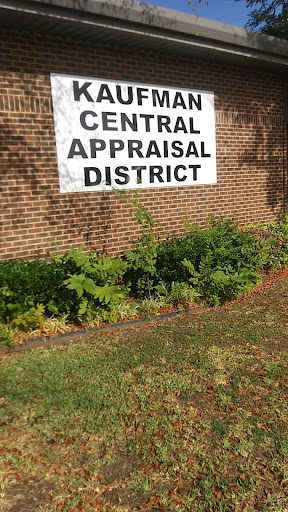 KAUFMAN
CENTRAL
APPRAISAL
DISTRICT